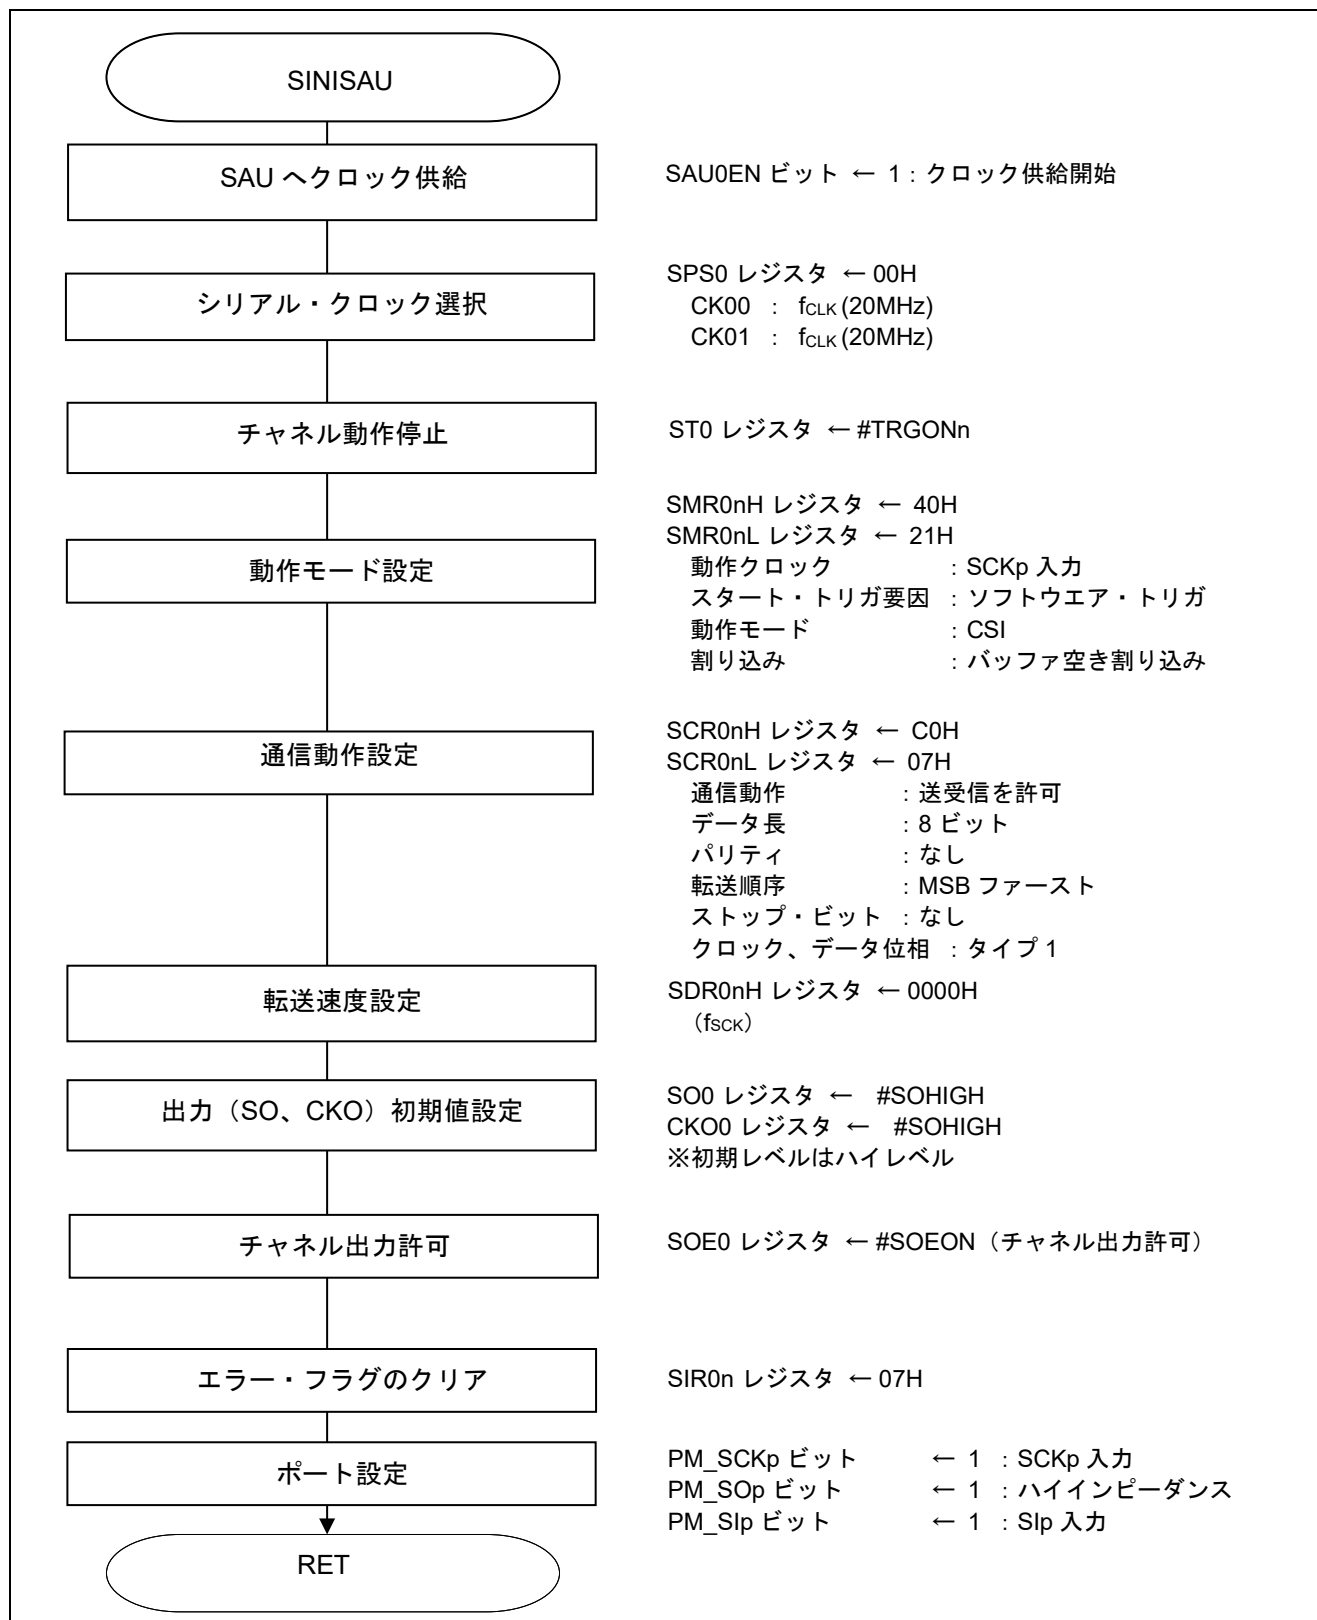 SINISAU
SAU へクロック供給
SAU0EN ビット ← 1：クロック供給開始
シリアル・クロック選択
SPS0 レジスタ ← 00H
CK00 : fCLK (20MHz)
CK01 : fCLK (20MHz)
チャネル動作停止
ST0 レジスタ ← #TRGONn
動作モード設定
SMR0nH レジスタ ← 40H
SMR0nL レジスタ ← 21H
動作クロック : SCKp 入力
スタート・トリガ要因 : ソフトウエア・トリガ
動作モード : CSI
割り込み : バッファ空き割り込み
通信動作設定
SCR0nH レジスタ ← C0H
SCR0nL レジスタ ← 07H
通信動作 : 送受信を許可
データ長 : 8 ビット
パリティ : なし
転送順序 : MSB ファースト
ストップ・ビット : なし
クロック、データ位相 : タイプ 1
転送速度設定
SDR0nH レジスタ ← 0000H
（fSCK）
出力（SO、CKO）初期値設定
SO0 レジスタ ← #SOHIGH
CKO0 レジスタ ← #SOHIGH
※初期レベルはハイレベル
チャネル出力許可
SOE0 レジスタ ← #SOEON（チャネル出力許可）
エラー・フラグのクリア
SIR0n レジスタ ← 07H
ポート設定
PM_SCKp ビット ← 1 : SCKp 入力
PM_SOp ビット ← 1 : ハイインピーダンス
PM_SIp ビット ← 1 : SIp 入力
RET